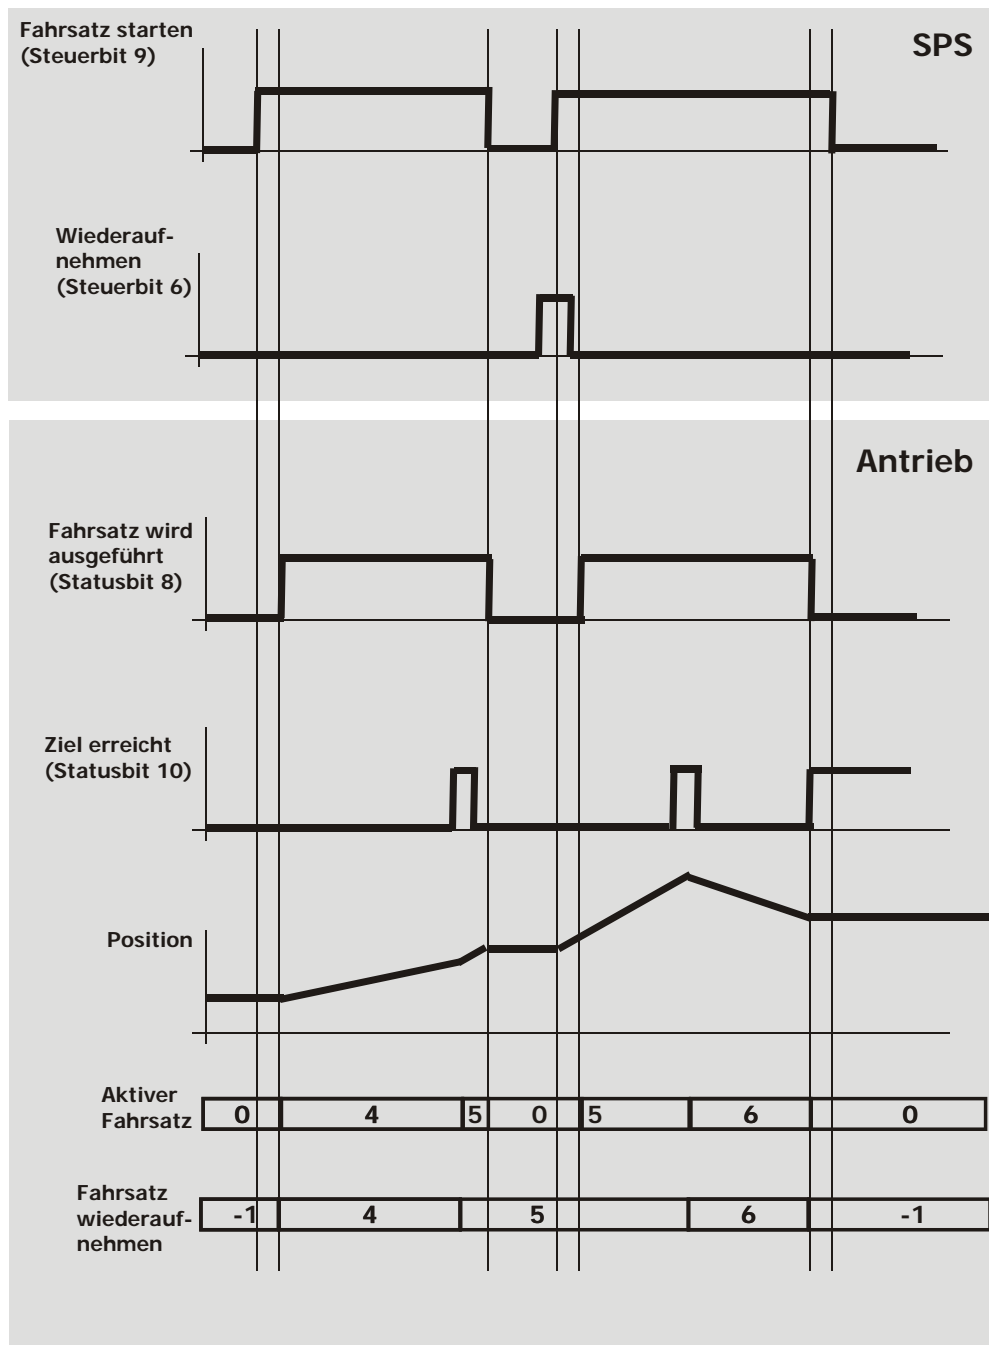 Fahrsatz starten
(Steuerbit 9)
SPS
Wiederauf-
nehmen
(Steuerbit 6)
Antrieb
Fahrsatz wird
ausgeführt
(Statusbit 8)
Ziel erreicht
(Statusbit 10)
Position
Aktiver
Fahrsatz
0 4 5 0 5 6 0
Fahrsatz
wiederauf-
nehmen
-1 4 5 6 -1